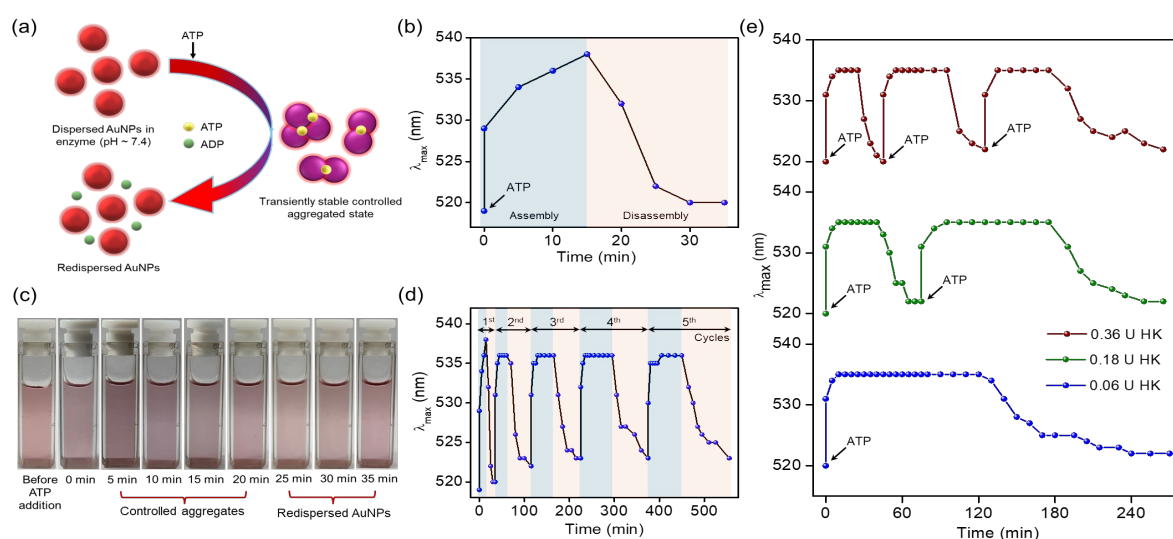 (a)
ATP
Dispersed AuNPs in
enzyme (pH ~ 7.4)
ATP
ADP
Transiently stable controlled
aggregated state
Redispersed AuNPs
(b)
540
535
530
525
520
λmax (nm)
ATP
Assembly
Disassembly
0
10
20
30
Time (min)
(c)
Before
ATP
addition
0 min
5 min
10 min
15 min
20 min
25 min
30 min
35 min
Controlled aggregates
Redispersed AuNPs
(d)
540
535
530
525
520
λmax (nm)
1st
2nd
3rd
4th
5th
Cycles
0
100
200
300
400
500
Time (min)
(e)
540
530
520
ATP
ATP
ATP
540
530
520
ATP
ATP
540
530
520
ATP
λmax (nm)
0.36 U HK
0.18 U HK
0.06 U HK
0
60
120
180
240
Time (min)